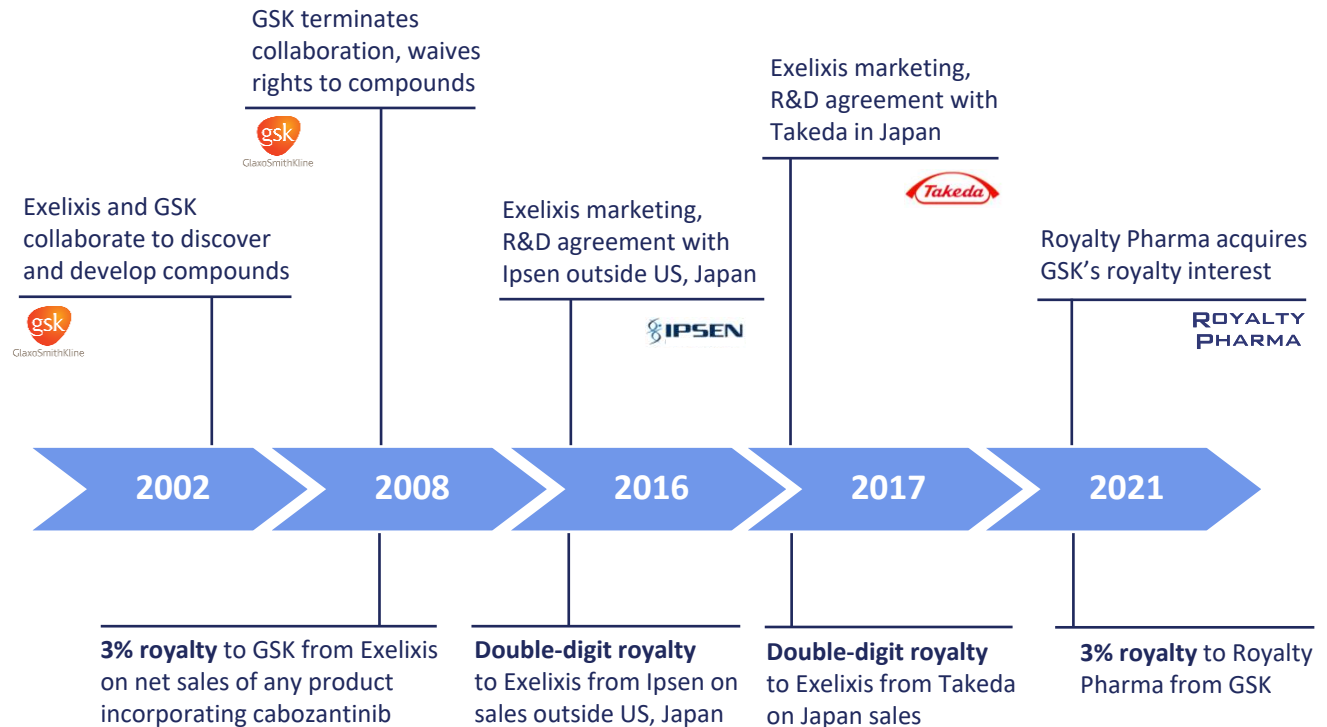 GSK terminates
collaboration, waives
rights to compounds
gsk
GlaxoSmithKline
Exelixis marketing,
R&D agreement with
Takeda in Japan
Takeda
Exelixis and GSK
collaborate to discover
and develop compounds
gsk
GlaxoSmithKline
Exelixis marketing,
R&D agreement with
Ipsen outside US, Japan
IPSEN
Royalty Pharma acquires
GSK’s royalty interest
ROYALTY
PHARMA
2002
2008
2016
2017
2021
3% royalty to GSK from Exelixis
on net sales of any product
incorporating cabozantinib
Double-digit royalty
to Exelixis from Ipsen on
sales outside US, Japan
Double-digit royalty
to Exelixis from Takeda
on Japan sales
3% royalty to Royalty
Pharma from GSK